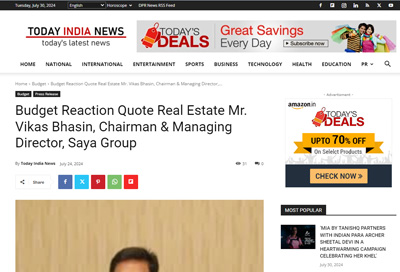 Tuesday, July 30, 2024
English
Horoscope
DPR News RSS Feed
TODAY INDIA NEWS
today's latest news
TODAY'S
DEALS
Great Savings
Every Day
Subscribe Now
HOME
NATIONAL
INTERNATIONAL
ENTERTAINMENT
SPORTS
BUSINESS
TECHNOLOGY
HEALTH
EDUCATION
PR
Home › Budget › Budget Reaction Quote Real Estate Mr. Vikas Bhasin, Chairman & Managing Director,...
Budget
Press Release
Budget Reaction Quote Real Estate Mr.
Vikas Bhasin, Chairman & Managing
Director, Saya Group
By Today India News
July 24, 2024
21
0
Share
- Advertisement -
amazon.in
TODAY'S
DEALS
UPTO 70% OFF
On Select Products
CHECK NOW
MOST POPULAR
'MIA BY TANISHQ PARTNERS
WITH INDIAN PARA ARCHER
SHEETAL DEVI IN A
HEARTWARMING CAMPAIGN
CELEBRATING HER KHEL'
July 30, 2024